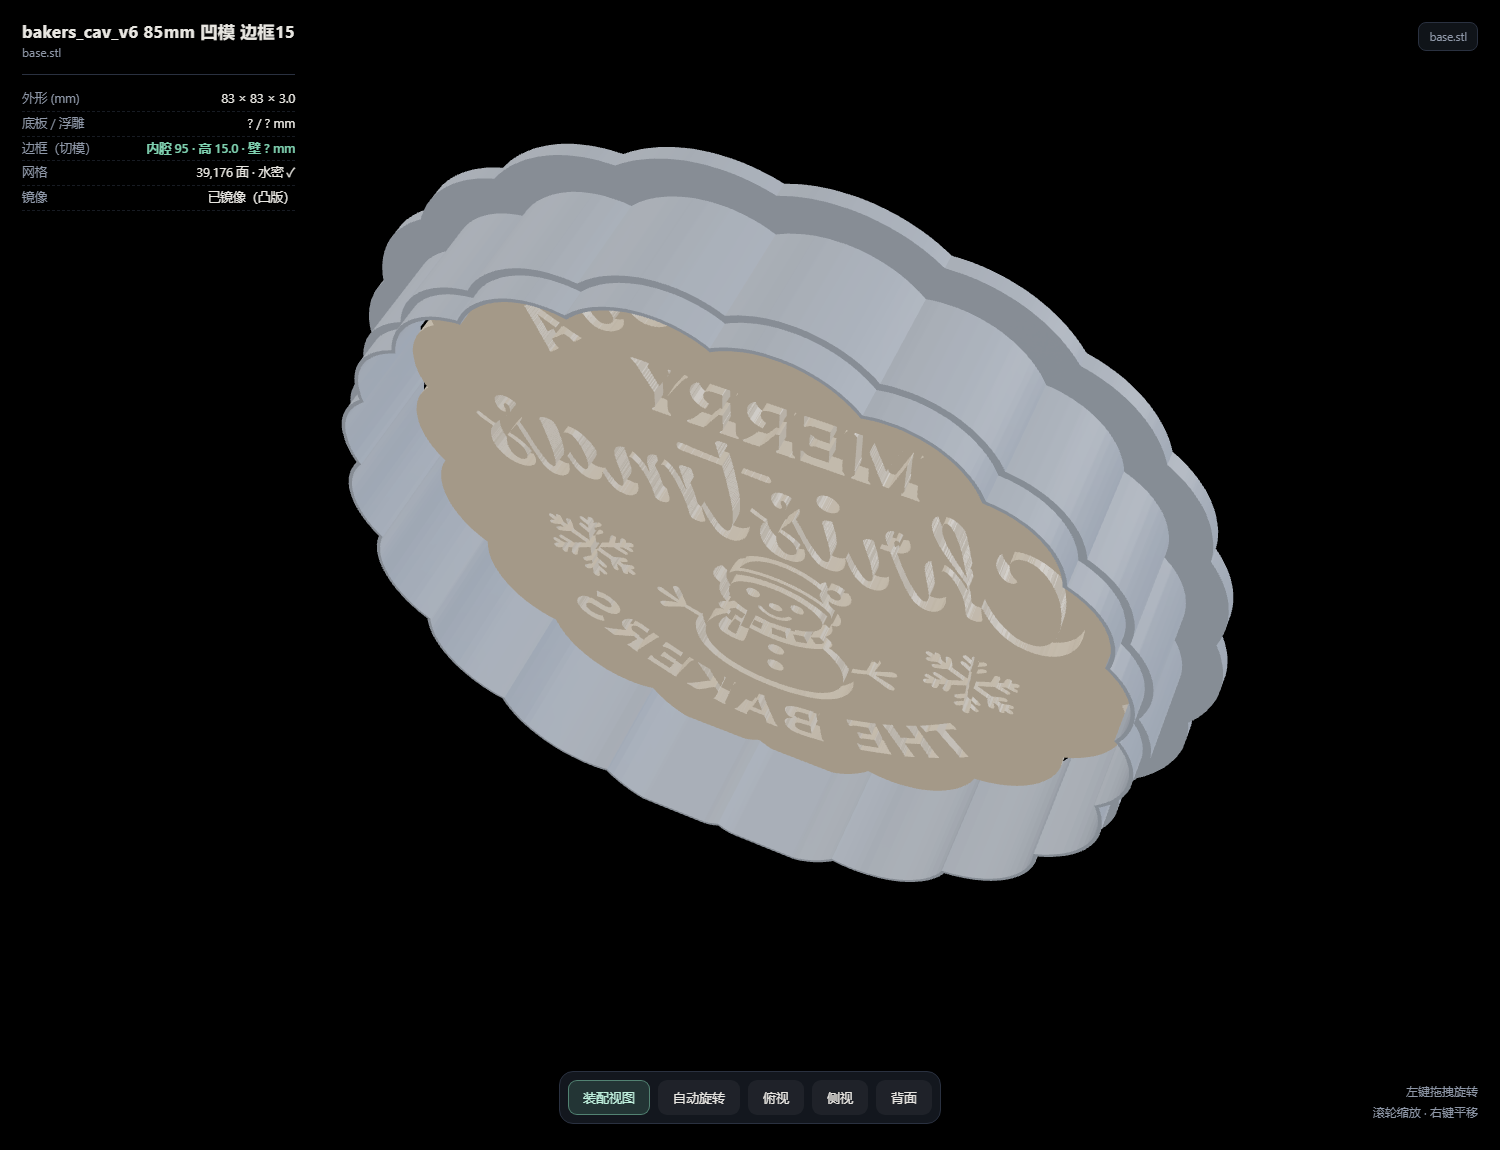 bakers_cav_v6 85mm 凹模 边框15
base.stl
外形 (mm) 83 × 83 × 3.0
底板 / 浮雕 ? / ? mm
边框（切模） 内腔 95 · 高 15.0 · 壁 ? mm
网格 39,176 面 · 水密 ✓
镜像 已镜像（凸版）
base.stl
MERRY
Christmas
THE BAKERS
装配视图 自动旋转 俯视 侧视 背面
左键拖拽旋转
滚轮缩放 · 右键平移